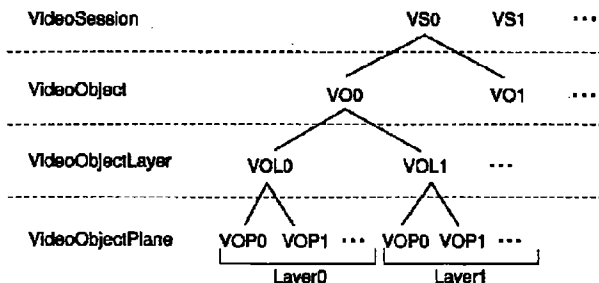 VideoSession VS0 VS1 ...
VideoObject VO0 VO1 ...
VideoObjectLayer VOL0 VOL1 ...
VideoObjectPlane VOP0 VOP1 ... VOP0 VOP1 ...
Layer0 Layer1